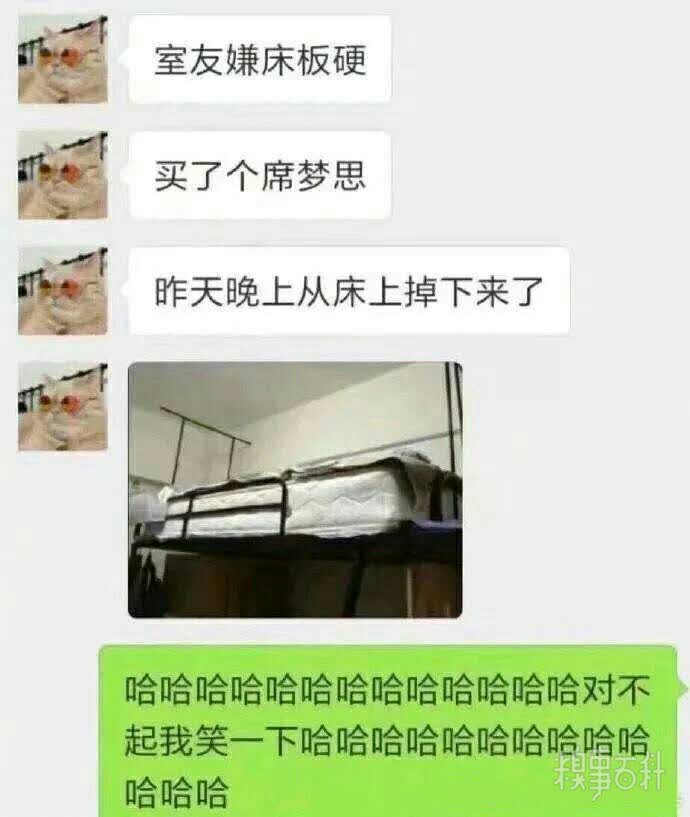 室友嫌床板硬
买了个席梦思
昨天晚上从床上掉下来了
哈哈哈哈哈哈哈哈哈哈哈哈哈对不
起我笑一下哈哈哈哈哈哈哈哈哈哈
哈哈哈
糗事百科